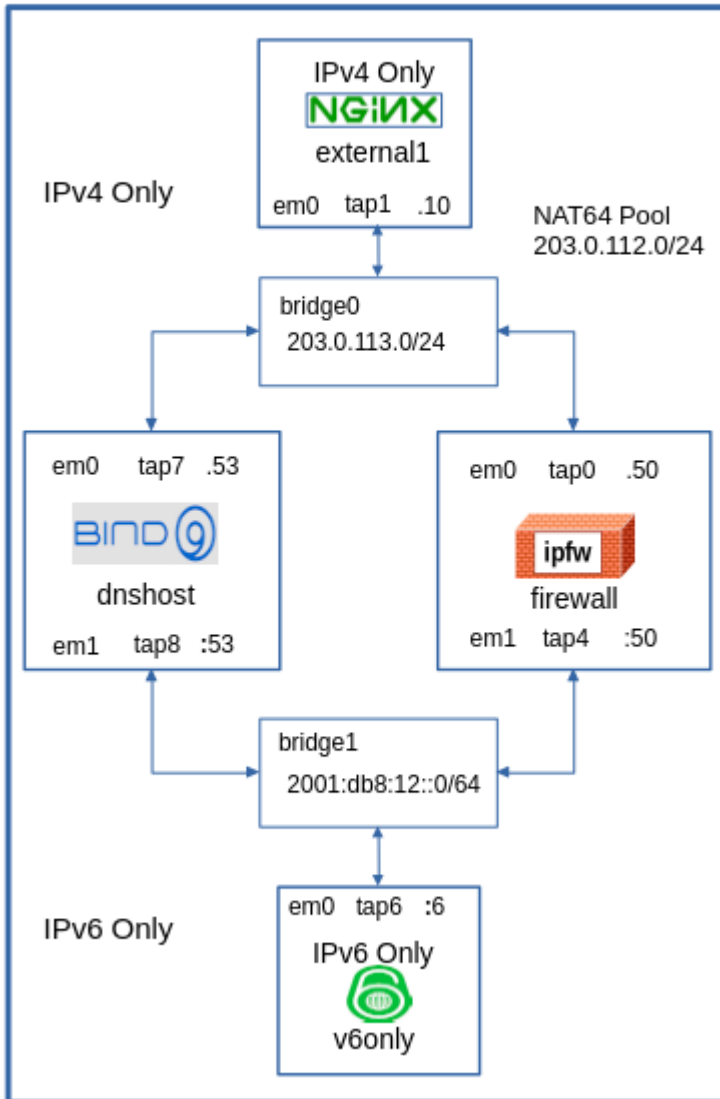 IPv4 Only
NGiNX
external1
em0 tap1 .10
IPv4 Only
NAT64 Pool
203.0.112.0/24
bridge0
203.0.113.0/24
em0 tap7 .53
BIND 9
dnshost
em1 tap8 :53
em0 tap0 .50
ipfw
firewall
em1 tap4 :50
bridge1
2001:db8:12::0/64
IPv6 Only
em0 tap6 :6
IPv6 Only
v6only